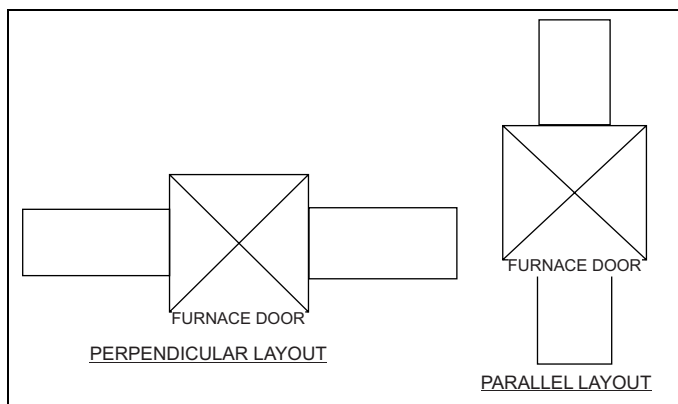 FURNACE DOOR
PERPENDICULAR LAYOUT
FURNACE DOOR
PARALLEL LAYOUT